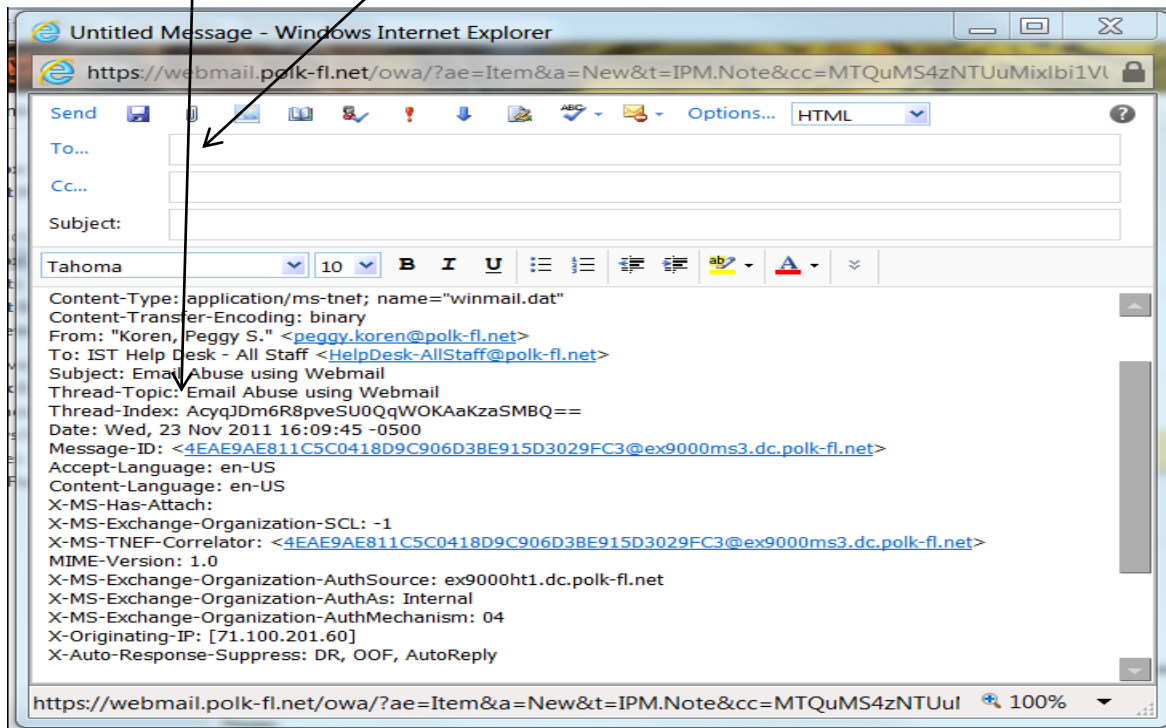 Untitled Message - Windows Internet Explorer
https://webmail.polk-fl.net/owa/?ae=Item&a=New&t=IPM.Note&cc=MTQuMS4zNTUuMixlbi1V
Send Options... HTML
To...
Cc...
Subject:
Tahoma 10 B I U ab A
Content-Type: application/ms-tnef; name="winmail.dat"
Content-Transfer-Encoding: binary
From: "Koren, Peggy S." <peggy.koren@polk-fl.net>
To: IST Help Desk - All Staff <HelpDesk-AllStaff@polk-fl.net>
Subject: Email Abuse using Webmail
Thread-Topic: Email Abuse using Webmail
Thread-Index: AcyqJDm6R8pveSU0QqWOKAaKzaSMBQ==
Date: Wed, 23 Nov 2011 16:09:45 -0500
Message-ID: <4EAE9AE811C5C0418D9C906D3BE915D3029FC3@ex9000ms3.dc.polk-fl.net>
Accept-Language: en-US
Content-Language: en-US
X-MS-Has-Attach:
X-MS-Exchange-Organization-SCL: -1
X-MS-TNEF-Correlator: <4EAE9AE811C5C0418D9C906D3BE915D3029FC3@ex9000ms3.dc.polk-fl.net>
MIME-Version: 1.0
X-MS-Exchange-Organization-AuthSource: ex9000ht1.dc.polk-fl.net
X-MS-Exchange-Organization-AuthAs: Internal
X-MS-Exchange-Organization-AuthMechanism: 04
X-Originating-IP: [71.100.201.60]
X-Auto-Response-Suppress: DR, OOF, AutoReply
https://webmail.polk-fl.net/owa/?ae=Item&a=New&t=IPM.Note&cc=MTQuMS4zNTUul 100%